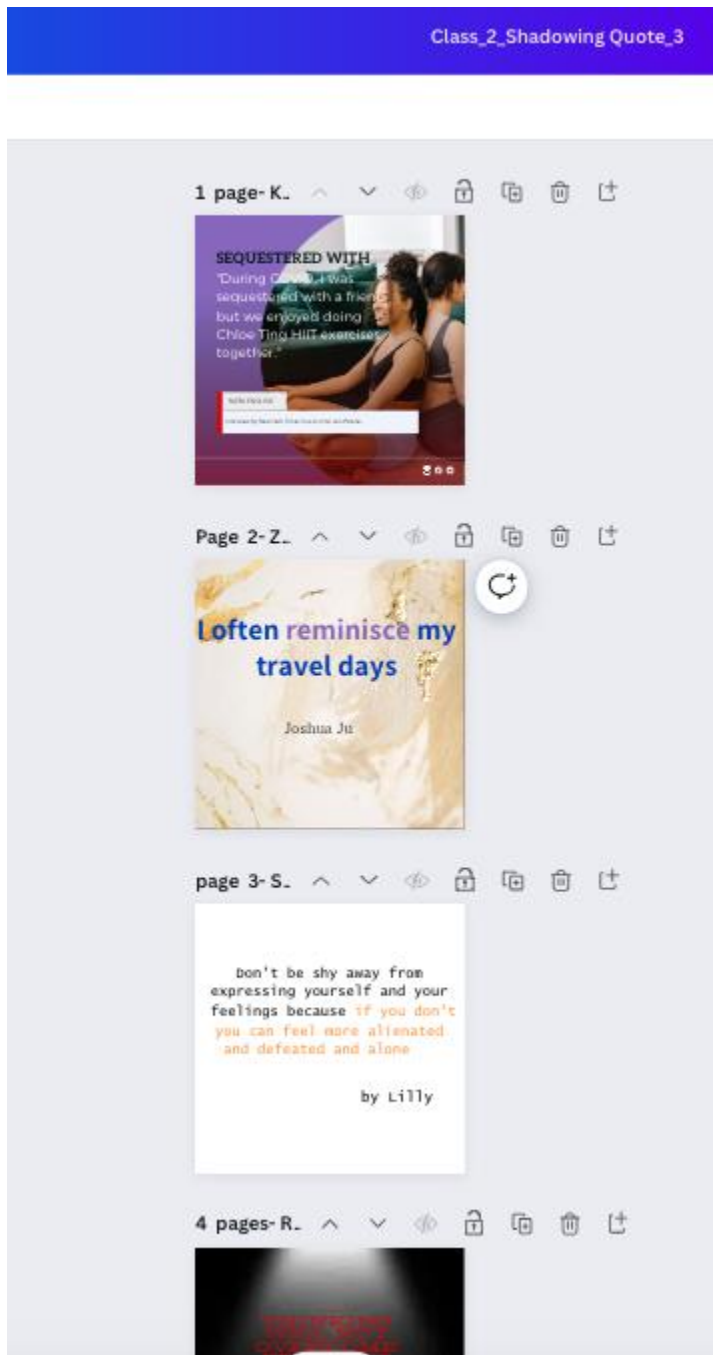 Class_2_Shadowing Quote_3
1 page- K..
SEQUESTERED WITH
"During COVID, I was
sequestered with a friend
but we enjoyed doing
Chloe Ting HIIT exercises
together."
Page 2- Z..
I often reminisce my
travel days
Joshua Ju
page 3- S..
Don't be shy away from
expressing yourself and your
feelings because if you don't
you can feel more alienated
and defeated and alone
by Lilly
4 pages- R..